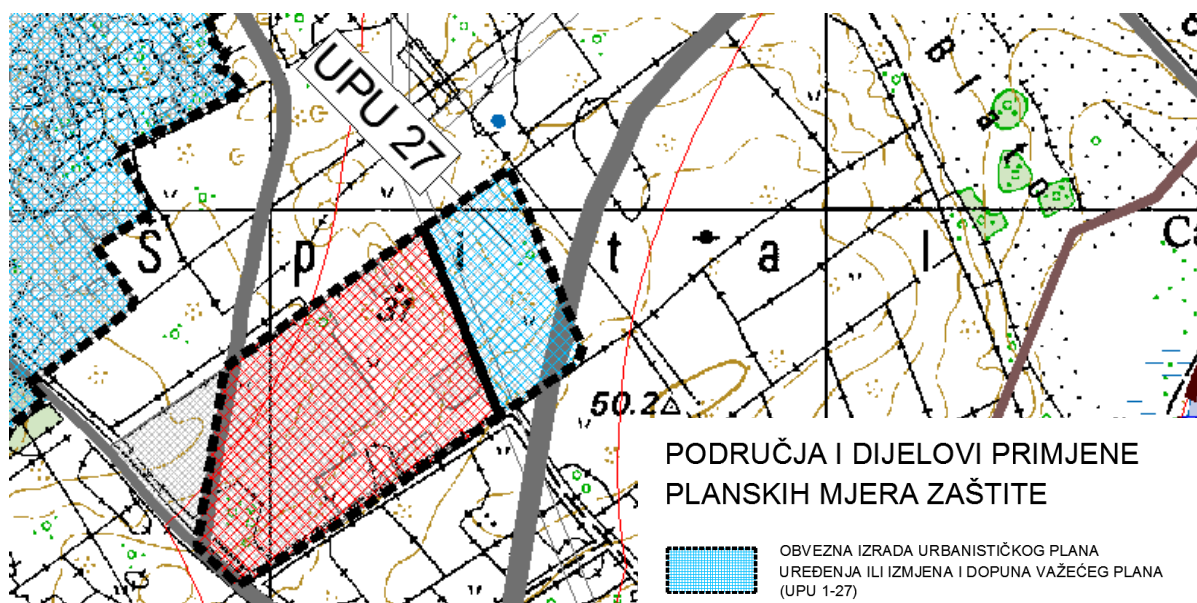 UPU 27
S p t a l
31
50.2
PODRUČJA I DIJELOVI PRIMJENE
PLANSKIH MJERA ZAŠTITE
OBVEZNA IZRADA URBANISTIČKOG PLANA
UREĐENJA ILI IZMJENA I DOPUNA VAŽEĆEG PLANA
(UPU 1-27)